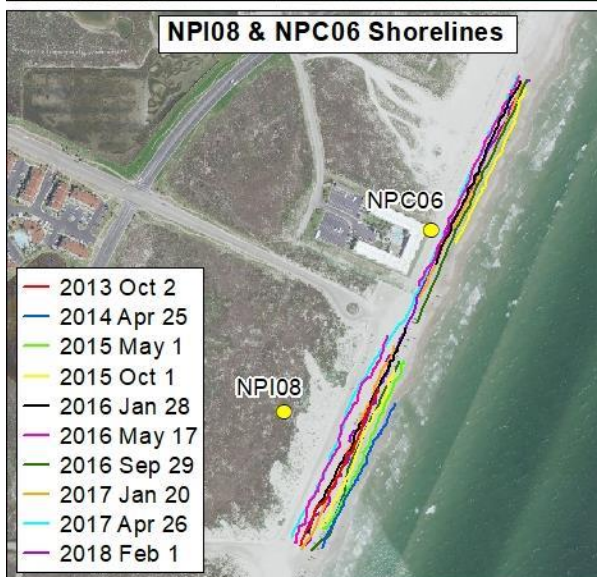 NPI08 & NPC06 Shorelines
NPC06
NPI08
2013 Oct 2
2014 Apr 25
2015 May 1
2015 Oct 1
2016 Jan 28
2016 May 17
2016 Sep 29
2017 Jan 20
2017 Apr 26
2018 Feb 1